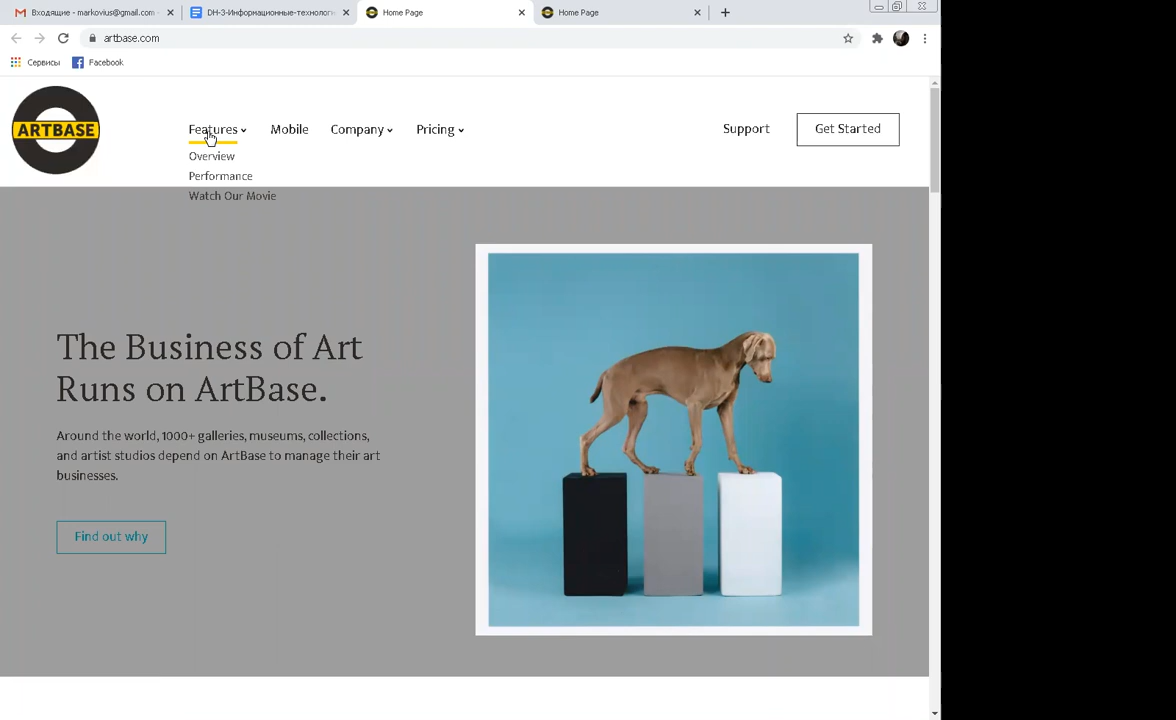 Входящие - markovius@gmail.com -
DH-3-Информационные-технологи
Home Page
Home Page
artbase.com
Сервисы
Facebook
ARTBASE
Features
Mobile
Company
Pricing
Support
Get Started
Overview
Performance
Watch Our Movie
The Business of Art
Runs on ArtBase.
Around the world, 1000+ galleries, museums, collections,
and artist studios depend on ArtBase to manage their art
businesses.
Find out why